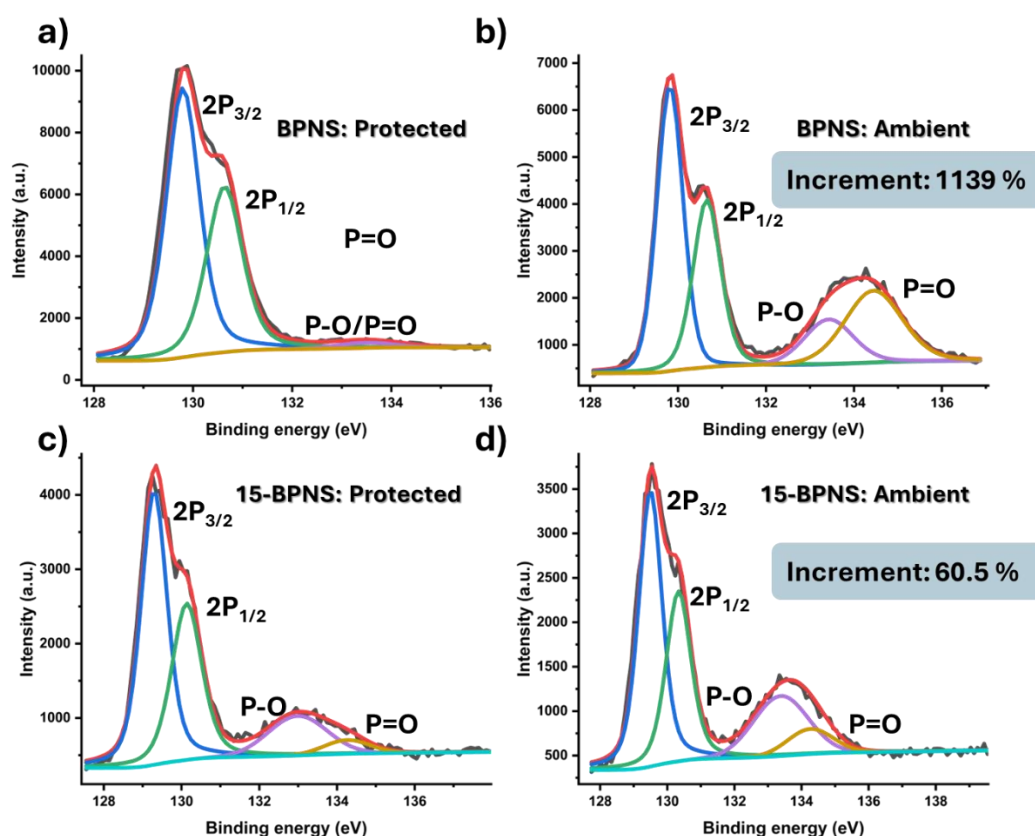 a)
10000
8000
6000
4000
2000
0
Intensity (a.u.)
2P3/2
BPNS: Protected
2P1/2
P=O
P-O/P=O
128 130 132 134 136
Binding energy (eV)
b)
7000
6000
5000
4000
3000
2000
1000
Intensity (a.u.)
2P3/2
BPNS: Ambient
Increment: 1139 %
2P1/2
P-O
P=O
128 130 132 134 136
Binding energy (eV)
c)
4000
3000
2000
1000
Intensity (a.u.)
15-BPNS: Protected
2P3/2
2P1/2
P-O
P=O
128 130 132 134 136
Binding energy (eV)
d)
3500
3000
2500
2000
1500
1000
500
Intensity (a.u.)
15-BPNS: Ambient
2P3/2
Increment: 60.5 %
2P1/2
P-O
P=O
128 130 132 134 136 138
Binding energy (eV)